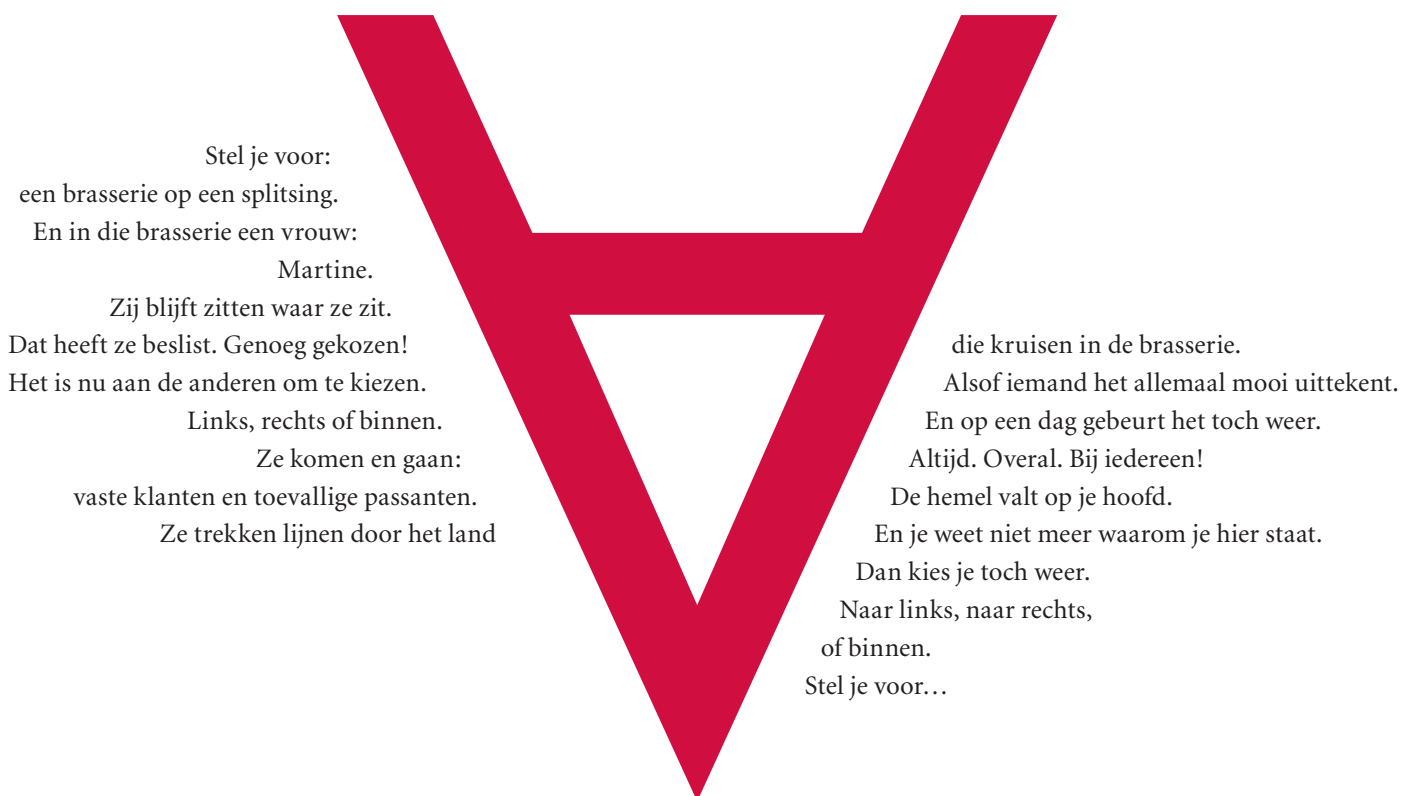 Stel je voor:
een brasserie op een splitsing.
En in die brasserie een vrouw:
Martine.
Zij blijft zitten waar ze zit.
Dat heeft ze beslist. Genoeg gekozen!
Het is nu aan de anderen om te kiezen.
Links, rechts of binnen.
Ze komen en gaan:
vaste klanten en toevallige passanten.
Ze trekken lijnen door het land
die kruisen in de brasserie.
Alsof iemand het allemaal mooi uittekent.
En op een dag gebeurt het toch weer.
Altijd. Overal. Bij iedereen!
De hemel valt op je hoofd.
En je weet niet meer waarom je hier staat.
Dan kies je toch weer.
Naar links, naar rechts,
of binnen.
Stel je voor…